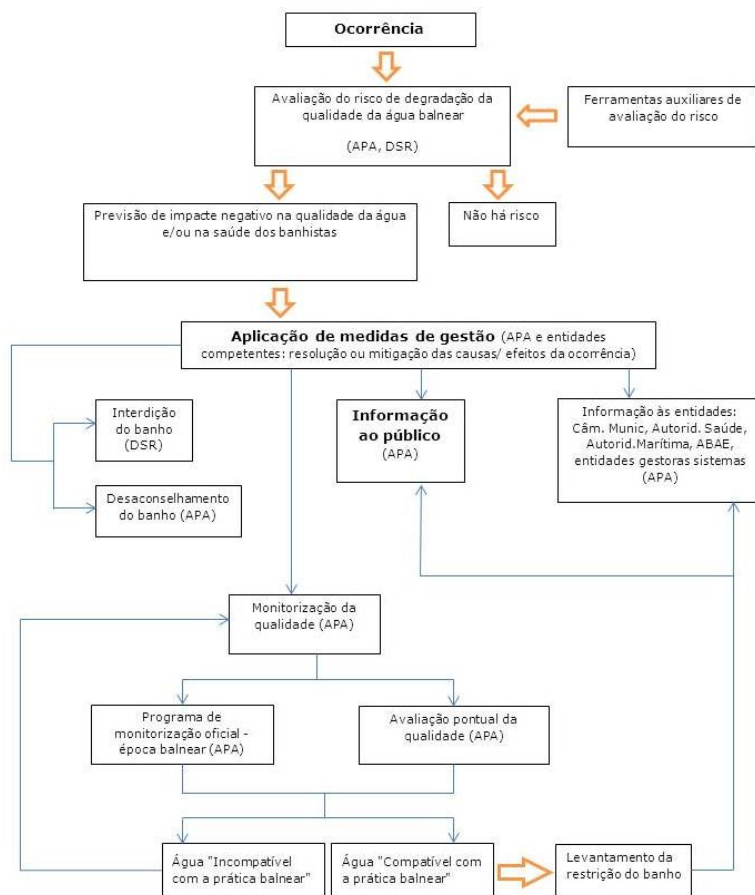 Ocorrência
Avaliação do risco de degradação da
qualidade da água balnear
(APA, DSR)
Ferramentas auxiliares de
avaliação do risco
Previsão de impacte negativo na qualidade da água
e/ou na saúde dos banhistas
Não há risco
Aplicação de medidas de gestão (APA e entidades
competentes: resolução ou mitigação das causas/ efeitos da ocorrência)
Interdição
do banho
(DSR)
Informação
ao público
(APA)
Informação às entidades:
Câm. Munic, Autorid. Saúde,
Autorid.Marítima, ABAE,
entidades gestoras sistemas
(APA)
Desaconselhamento
do banho (APA)
Monitorização da
qualidade (APA)
Programa de
monitorização oficial -
época balnear (APA)
Avaliação pontual da
qualidade (APA)
Água "Incompatível
com a prática balnear"
Água "Compatível com
a prática balnear"
Levantamento da
restrição do banho